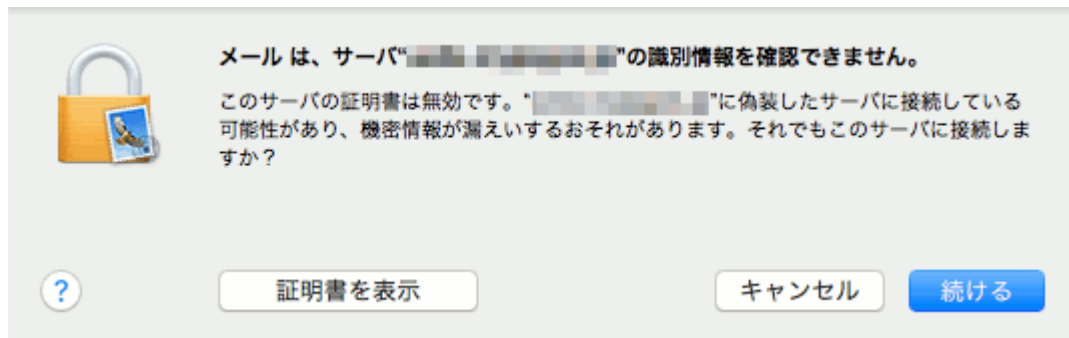 メール は、サーバ“ ”の識別情報を確認できません。
このサーバの証明書は無効です。“ ”に偽装したサーバに接続している
可能性があり、機密情報が漏えいするおそれがあります。それでもこのサーバに接続しま
すか？
? 証明書を表示 キャンセル 続ける